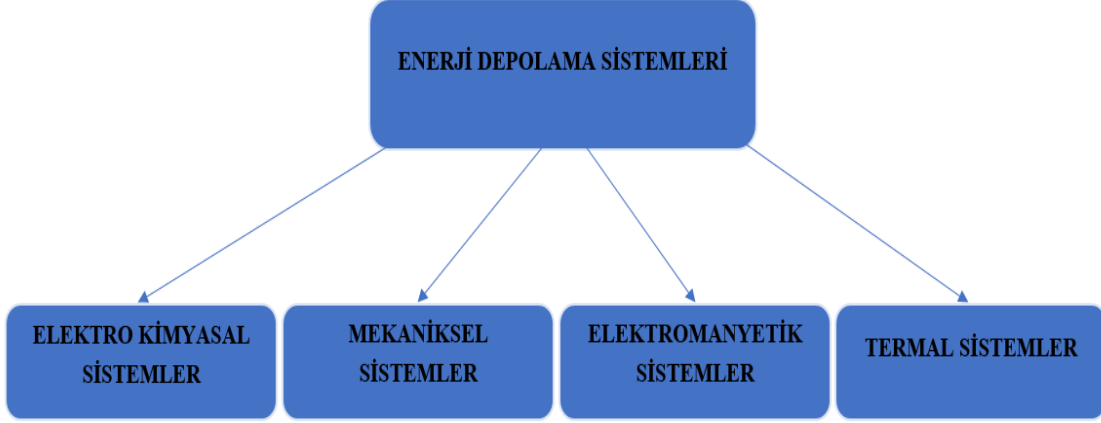 ENERJİ DEPOLAMA SİSTEMLERİ
ELEKTRO KİMYASAL
SİSTEMLER
MEKANİKSEL
SİSTEMLER
ELEKTROMANYETİK
SİSTEMLER
TERMAL SİSTEMLER